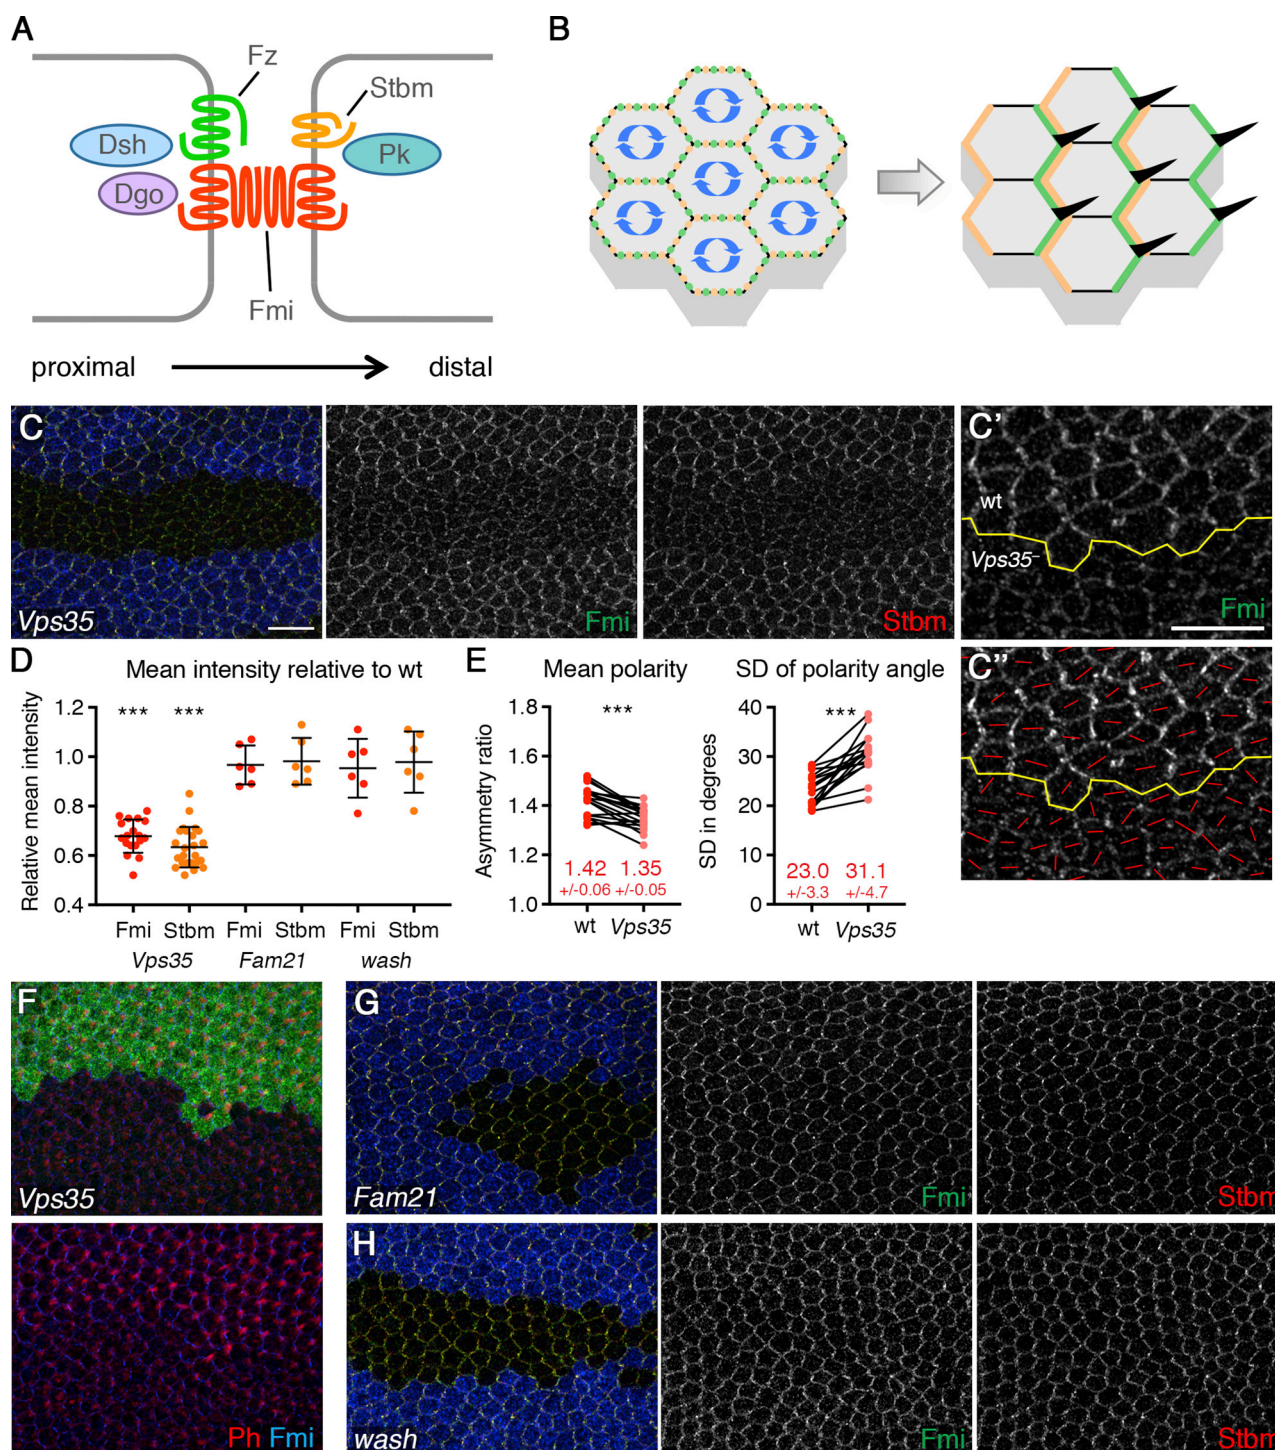 A
Fz
Stbm
Dsh
Pk
Dgo
Fmi
proximal
distal
B
C
Vps35
Fmi
Stbm
C'
wt
Vps35–
Fmi
C''
D
Mean intensity relative to wt
Relative mean intensity
1.2
1.0
0.8
0.6
0.4
*** ***
Fmi Stbm Fmi Stbm Fmi Stbm
Vps35 Fam21 wash
E
Mean polarity
Asymmetry ratio
1.8
1.6
1.4
1.2
1.0
***
1.42 1.35
+/-0.06 +/-0.05
wt Vps35
SD of polarity angle
SD in degrees
40
30
20
10
0
***
23.0 31.1
+/-3.3 +/-4.7
wt Vps35
F
Vps35
Ph Fmi
G
Fam21
Fmi
Stbm
H
wash
Fmi
Stbm